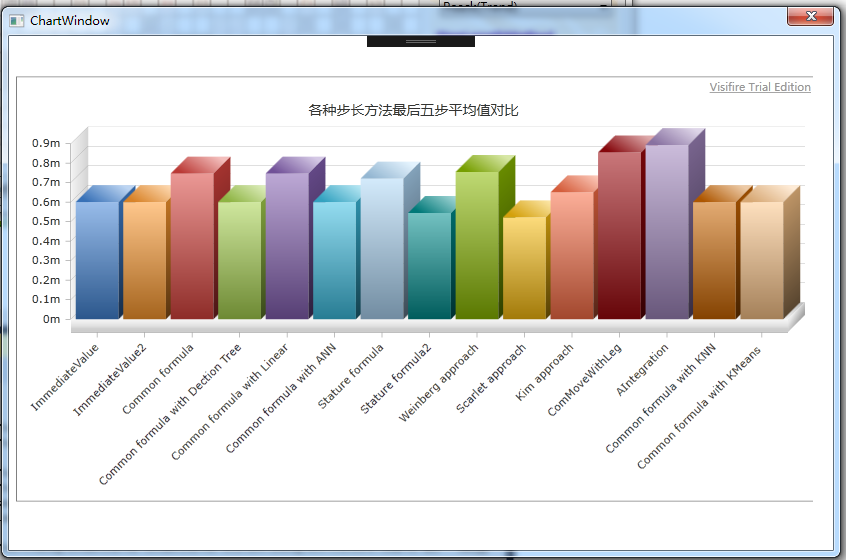 ChartWindow
Visifire Trial Edition
各种步长方法最后五步平均值对比
0.9m
0.8m
0.7m
0.6m
0.5m
0.4m
0.3m
0.2m
0.1m
0m
ImmediateValue
ImmediateValue2
Common formula
Common formula with Dection Tree
Common formula with Linear
Common formula with ANN
Stature formula
Stature formula2
Weinberg approach
Scarlet approach
Kim approach
ComMoveWithLeg
AIntegration
Common formula with KNN
Common formula with KMeans